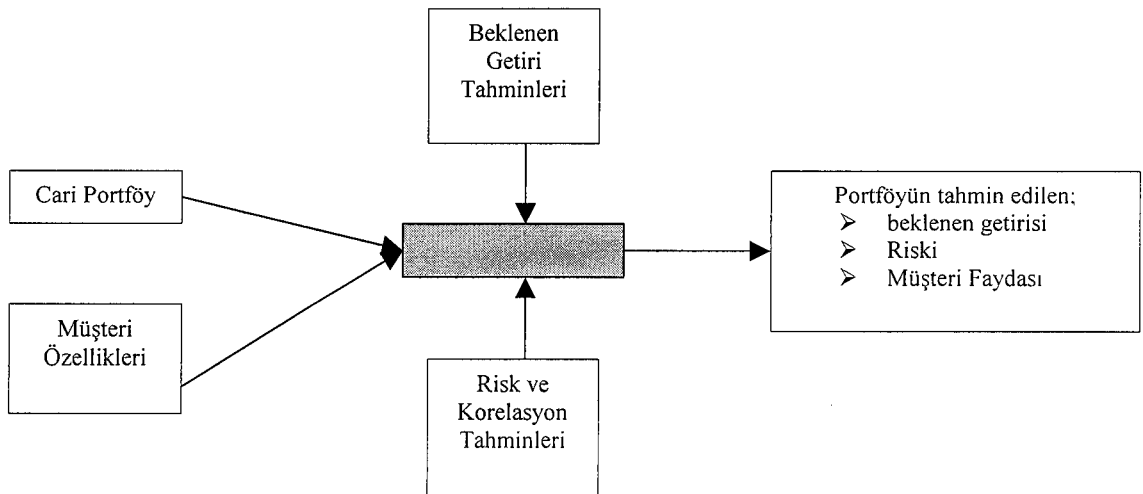 Beklenen
Getiri
Tahminleri
Cari Portföy
Müşteri
Özellikleri
Risk ve
Korelasyon
Tahminleri
Portföyün tahmin edilen;
➢ beklenen getirisi
➢ Riski
➢ Müşteri Faydası